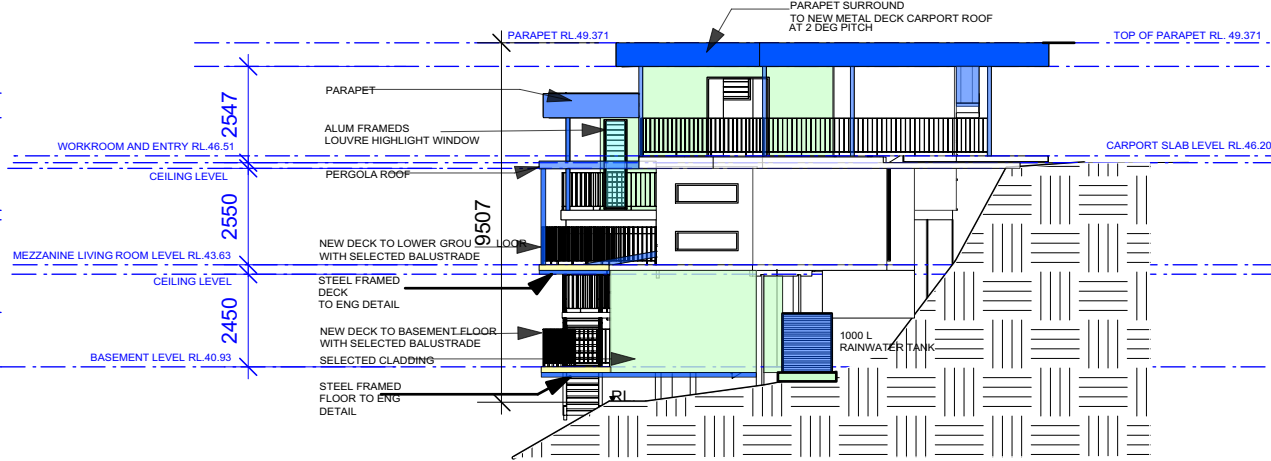 PARAPET SURROUND
TO NEW METAL DECK CARPORT ROOF
AT 2 DEG PITCH
PARAPET RL.49.371
TOP OF PARAPET RL. 49.371
PARAPET
2547
ALUM FRAMEDS
LOUVRE HIGHLIGHT WINDOW
WORKROOM AND ENTRY RL.46.51
CARPORT SLAB LEVEL RL.46.20
CEILING LEVEL
PERGOLA ROOF
2550
9507
NEW DECK TO LOWER GROU LOOR
WITH SELECTED BALUSTRADE
MEZZANINE LIVING ROOM LEVEL RL.43.63
CEILING LEVEL
STEEL FRAMED
DECK
TO ENG DETAIL
2450
NEW DECK TO BASEMENT FLOOR
WITH SELECTED BALUSTRADE
1000 L
RAINWATER TANK
BASEMENT LEVEL RL.40.93
SELECTED CLADDING
STEEL FRAMED
FLOOR TO ENG
DETAIL
RL